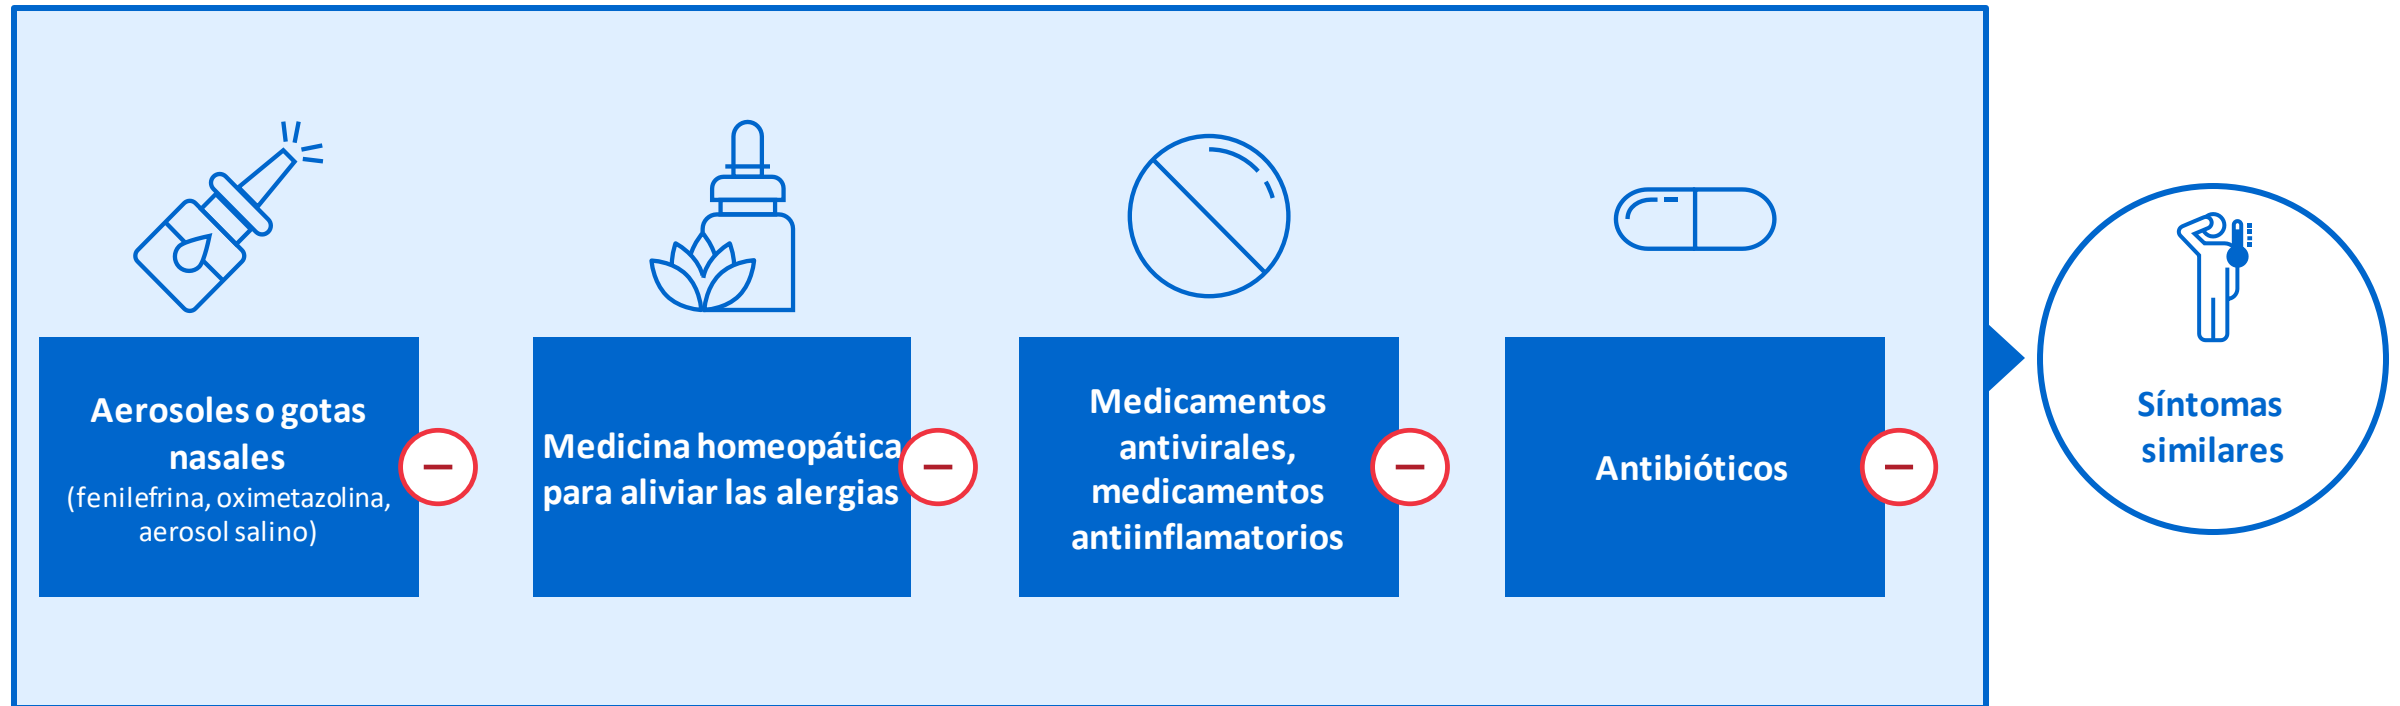 Aerosoles o gotas
nasales
(fenilefrina, oximetazolina,
aerosol salino)
Medicina homeopática
para aliviar las alergias
Medicamentos
antivirales,
medicamentos
antiinflamatorios
Antibióticos
Síntomas
similares